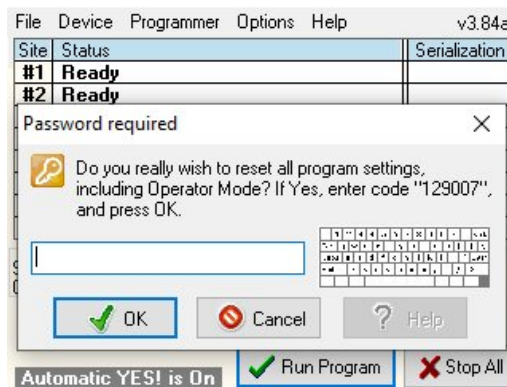 File Device Programmer Options Help v3.84a
Site Status Serialization
#1 Ready
#2 Ready
Password required
Do you really wish to reset all program settings,
including Operator Mode? If Yes, enter code "129007",
and press OK.
OK Cancel ? Help
Automatic YES! is On Run Program Stop All